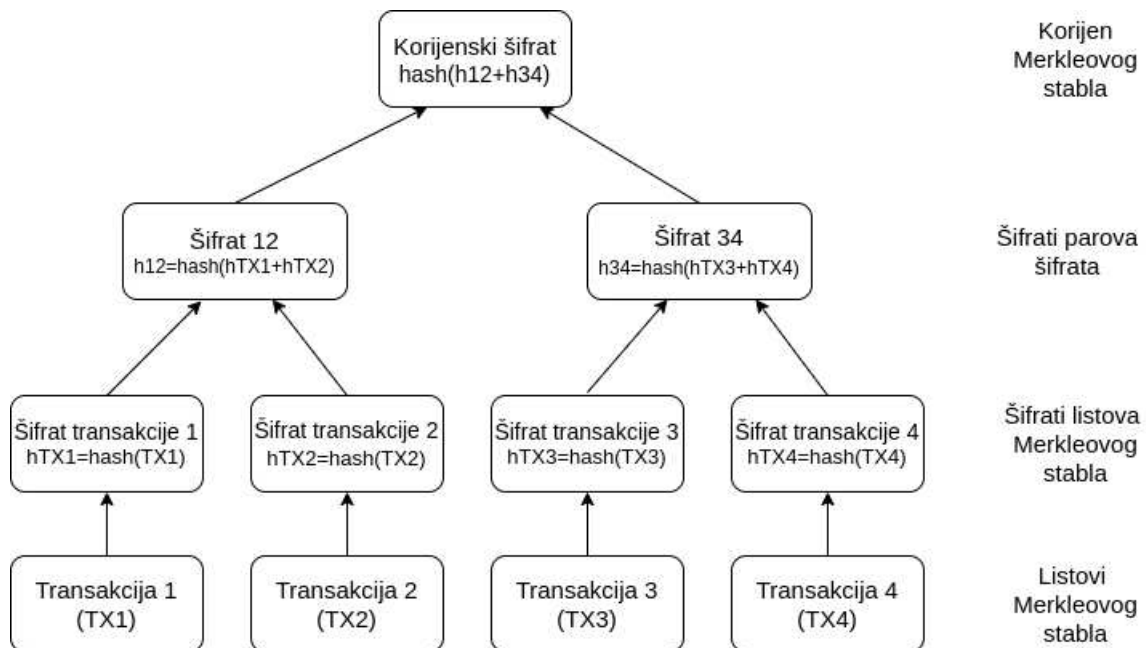 Korijenski šifrat
hash(h12+h34)
Korijen
Merkleovog
stabla
Šifrat 12
h12=hash(hTX1+hTX2)
Šifrat 34
h34=hash(hTX3+hTX4)
Šifrati parova
šifrata
Šifrat transakcije 1
hTX1=hash(TX1)
Šifrat transakcije 2
hTX2=hash(TX2)
Šifrat transakcije 3
hTX3=hash(TX3)
Šifrat transakcije 4
hTX4=hash(TX4)
Šifrati listova
Merkleovog
stabla
Transakcija 1
(TX1)
Transakcija 2
(TX2)
Transakcija 3
(TX3)
Transakcija 4
(TX4)
Listovi
Merkleovog
stabla